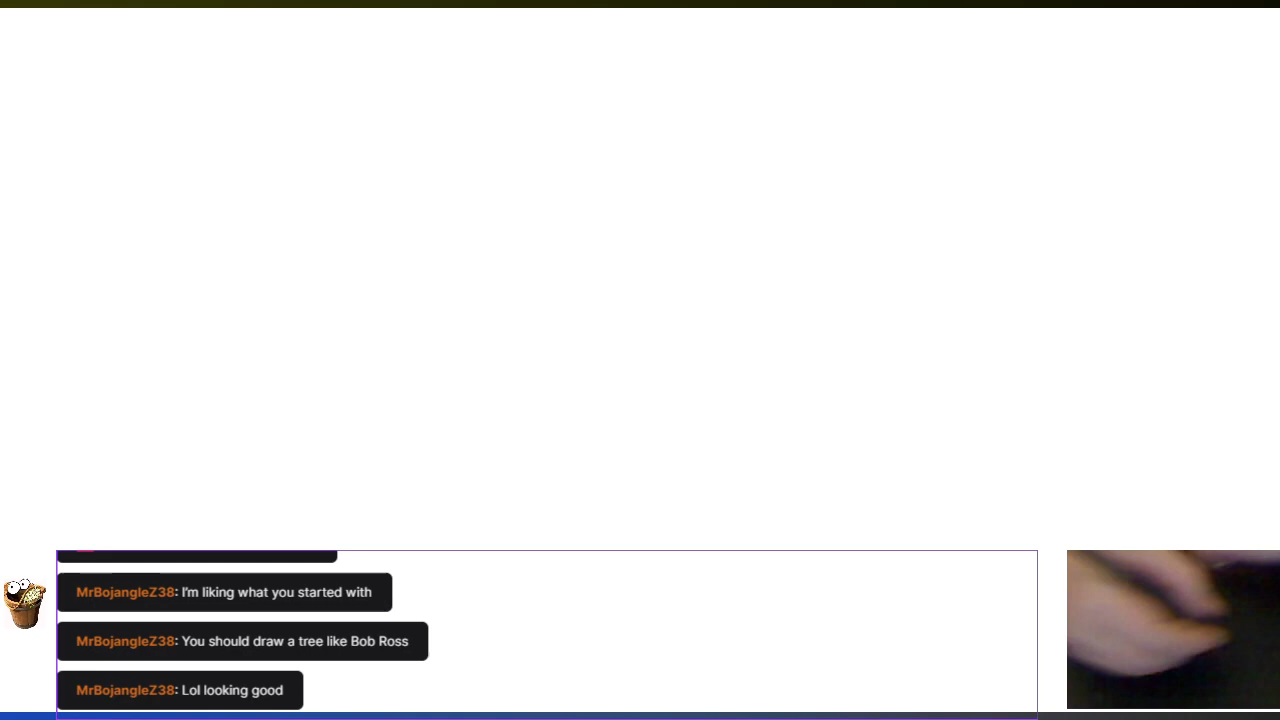 MrBojangleZ38: I'm liking what you started with
MrBojangleZ38: You should draw a tree like Bob Ross
MrBojangleZ38: Lol looking good